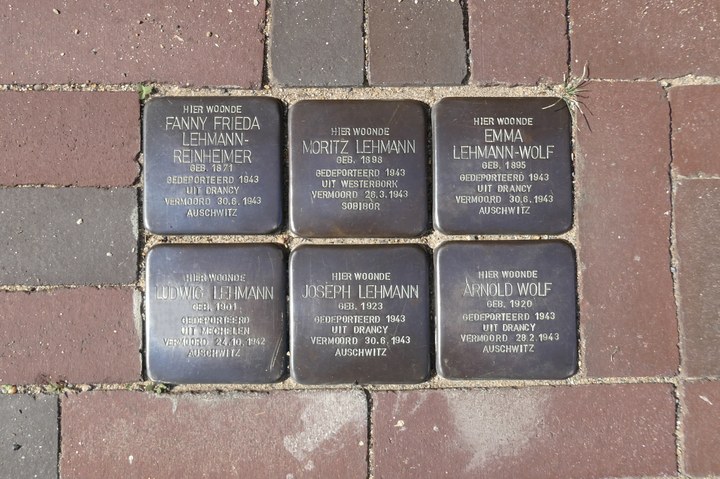 HIER WOONDE
FANNY FRIEDA
LEHMANN-
REINHEIMER
GEB. 1871
GEDEPORTEERD 1943
UIT DRANCY
VERMOORD 30.6.1943
AUSCHWITZ
HIER WOONDE
MORITZ LEHMANN
GEB. 1898
GEDEPORTEERD 1943
UIT WESTERBORK
VERMOORD 26.3.1943
SOBIBOR
HIER WOONDE
EMMA
LEHMANN-WOLF
GEB. 1895
GEDEPORTEERD 1943
UIT DRANCY
VERMOORD 30.6.1943
AUSCHWITZ
HIER WOONDE
LUDWIG LEHMANN
GEB. 1901
GEDEPORTEERD
UIT MECHELEN
VERMOORD 24.10.1942
AUSCHWITZ
HIER WOONDE
JOSEPH LEHMANN
GEB. 1923
GEDEPORTEERD 1943
UIT DRANCY
VERMOORD 30.6.1943
AUSCHWITZ
HIER WOONDE
ARNOLD WOLF
GEB. 1920
GEDEPORTEERD 1943
UIT DRANCY
VERMOORD 28.2.1943
AUSCHWITZ